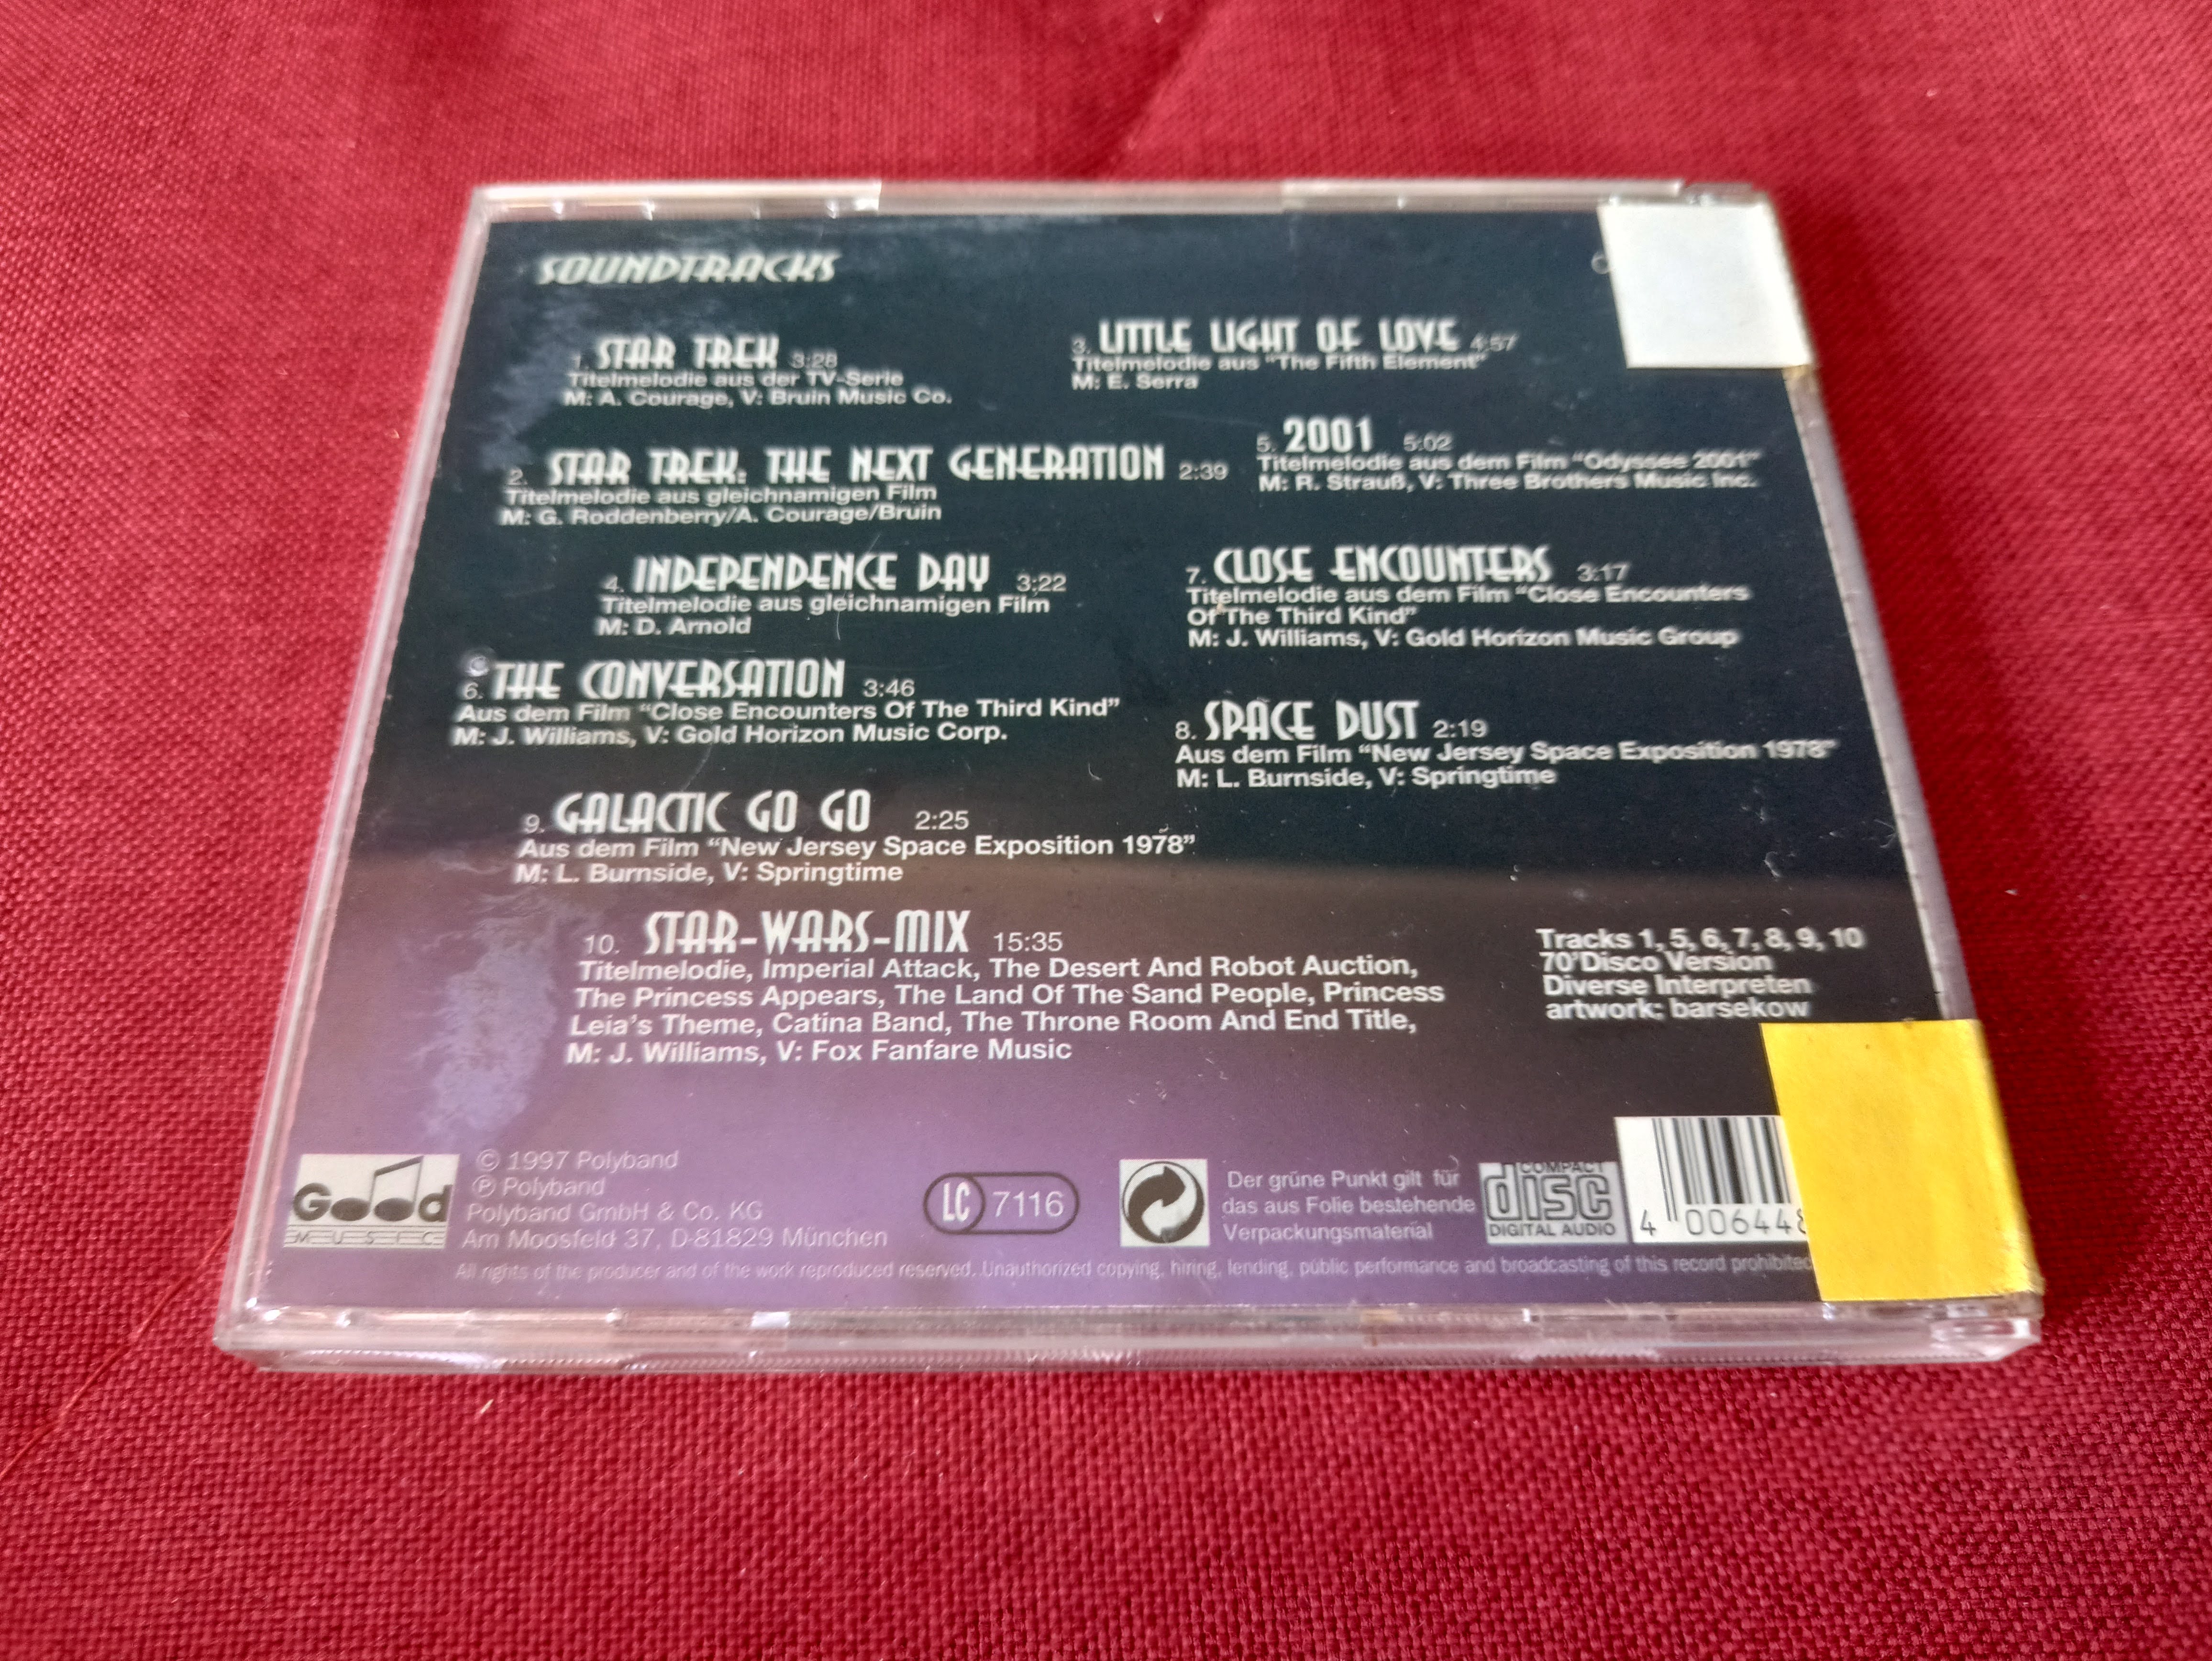 SOUNDTRACKS
1. STAR TREK 3:28
Titelmelodie aus der TV-Serie
M: A. Courage, V: Bruin Music Co.
2. STAR TREK: THE NEXT GENERATION 2:39
Titelmelodie aus gleichnamigen Film
M: G. Roddenberry/A. Courage/Bruin
3. LITTLE LIGHT OF LOVE 4:57
Titelmelodie aus "The Fifth Element"
M: E. Serra
4. INDEPENDENCE DAY 3:22
Titelmelodie aus gleichnamigen Film
M: D. Arnold
5. 2001 5:02
Titelmelodie aus dem Film "Odyssee 2001"
M: R. Strauß, V: Three Brothers Music Inc.
6. THE CONVERSATION 3:46
Aus dem Film "Close Encounters Of The Third Kind"
M: J. Williams, V: Gold Horizon Music Corp.
7. CLOSE ENCOUNTERS 3:17
Titelmelodie aus dem Film "Close Encounters
Of The Third Kind"
M: J. Williams, V: Gold Horizon Music Group
8. SPACE DUST 2:19
Aus dem Film "New Jersey Space Exposition 1978"
M: L. Burnside, V: Springtime
9. GALACTIC GO GO 2:25
Aus dem Film "New Jersey Space Exposition 1978"
M: L. Burnside, V: Springtime
10. STAR-WARS-MIX 15:35
Titelmelodie, Imperial Attack, The Desert And Robot Auction,
The Princess Appears, The Land Of The Sand People, Princess
Leia's Theme, Catina Band, The Throne Room And End Title,
M: J. Williams, V: Fox Fanfare Music
Tracks 1, 5, 6, 7, 8, 9, 10
70'Disco Version
Diverse Interpreten
artwork: barsekow
Good
MUSIC
© 1997 Polyband
℗ Polyband
Polyband GmbH & Co. KG
Am Moosfeld 37, D-81829 München
LC 7116
Der grüne Punkt gilt für
das aus Folie bestehende
Verpackungsmaterial
COMPACT
disc
DIGITAL AUDIO
4 006448
All rights of the producer and of the work reproduced reserved. Unauthorized copying, hiring, lending, public performance and broadcasting of this record prohibited